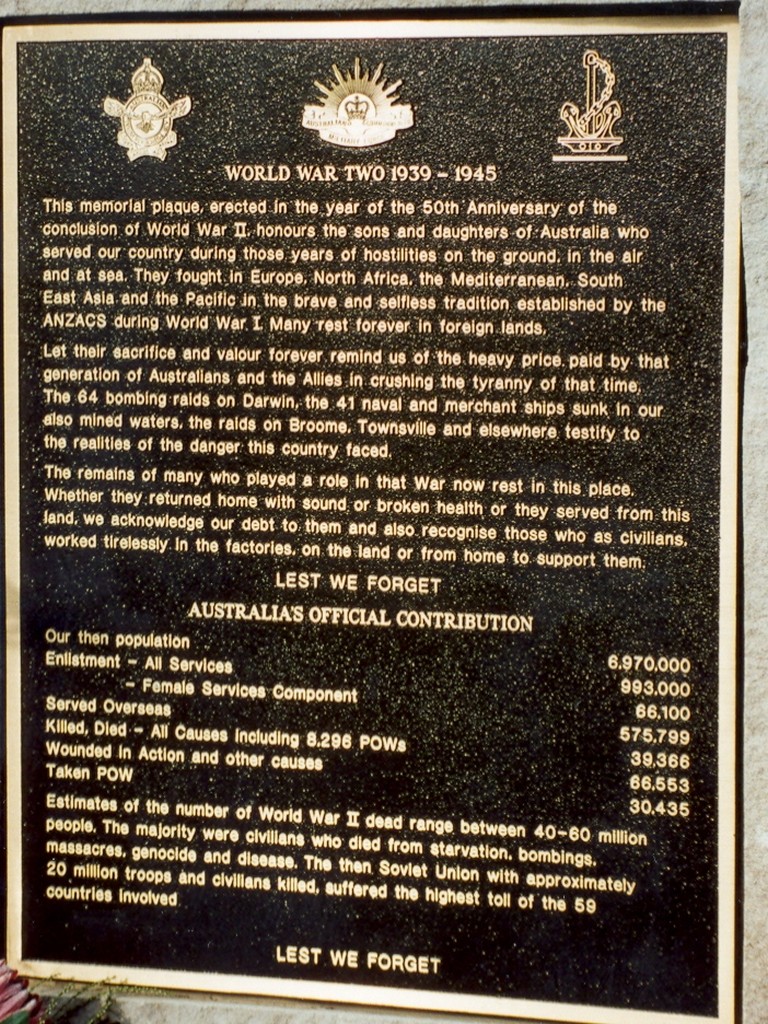 WORLD WAR TWO 1939 – 1945
This memorial plaque, erected in the year of the 50th Anniversary of the
conclusion of World War II, honours the sons and daughters of Australia who
served our country during those years of hostilities on the ground, in the air
and at sea. They fought in Europe, North Africa, the Mediterranean, South
East Asia and the Pacific in the brave and selfless tradition established by the
ANZACS during World War I. Many rest forever in foreign lands.
Let their sacrifice and valour forever remind us of the heavy price paid by that
generation of Australians and the Allies in crushing the tyranny of that time.
The 64 bombing raids on Darwin, the 41 naval and merchant ships sunk in our
also mined waters, the raids on Broome, Townsville and elsewhere testify to
the realities of the danger this country faced.
The remains of many who played a role in that War now rest in this place.
Whether they returned home with sound or broken health or they served from this
land, we acknowledge our debt to them and also recognise those who as civilians,
worked tirelessly in the factories, on the land or from home to support them.
LEST WE FORGET
AUSTRALIA'S OFFICIAL CONTRIBUTION
Our then population 6,970,000
Enlistment – All Services 993,000
– Female Services Component 66,100
Served Overseas 575,799
Killed, Died – All Causes including 8,296 POWs 39,366
Wounded in Action and other causes 66,553
Taken POW 30,435
Estimates of the number of World War II dead range between 40-60 million
people. The majority were civilians who died from starvation, bombings,
massacres, genocide and disease. The then Soviet Union with approximately
20 million troops and civilians killed, suffered the highest toll of the 59
countries involved
LEST WE FORGET